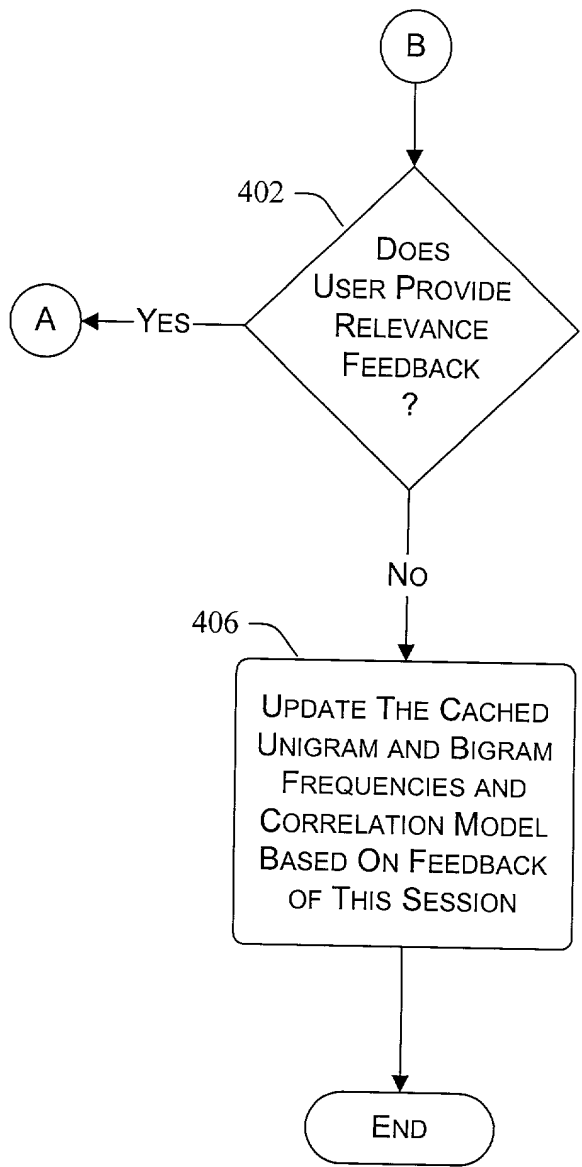 B
402
DOES
USER PROVIDE
RELEVANCE
FEEDBACK
?
A
YES
NO
406
UPDATE THE CACHED
UNIGRAM AND BIGRAM
FREQUENCIES AND
CORRELATION MODEL
BASED ON FEEDBACK
OF THIS SESSION
END